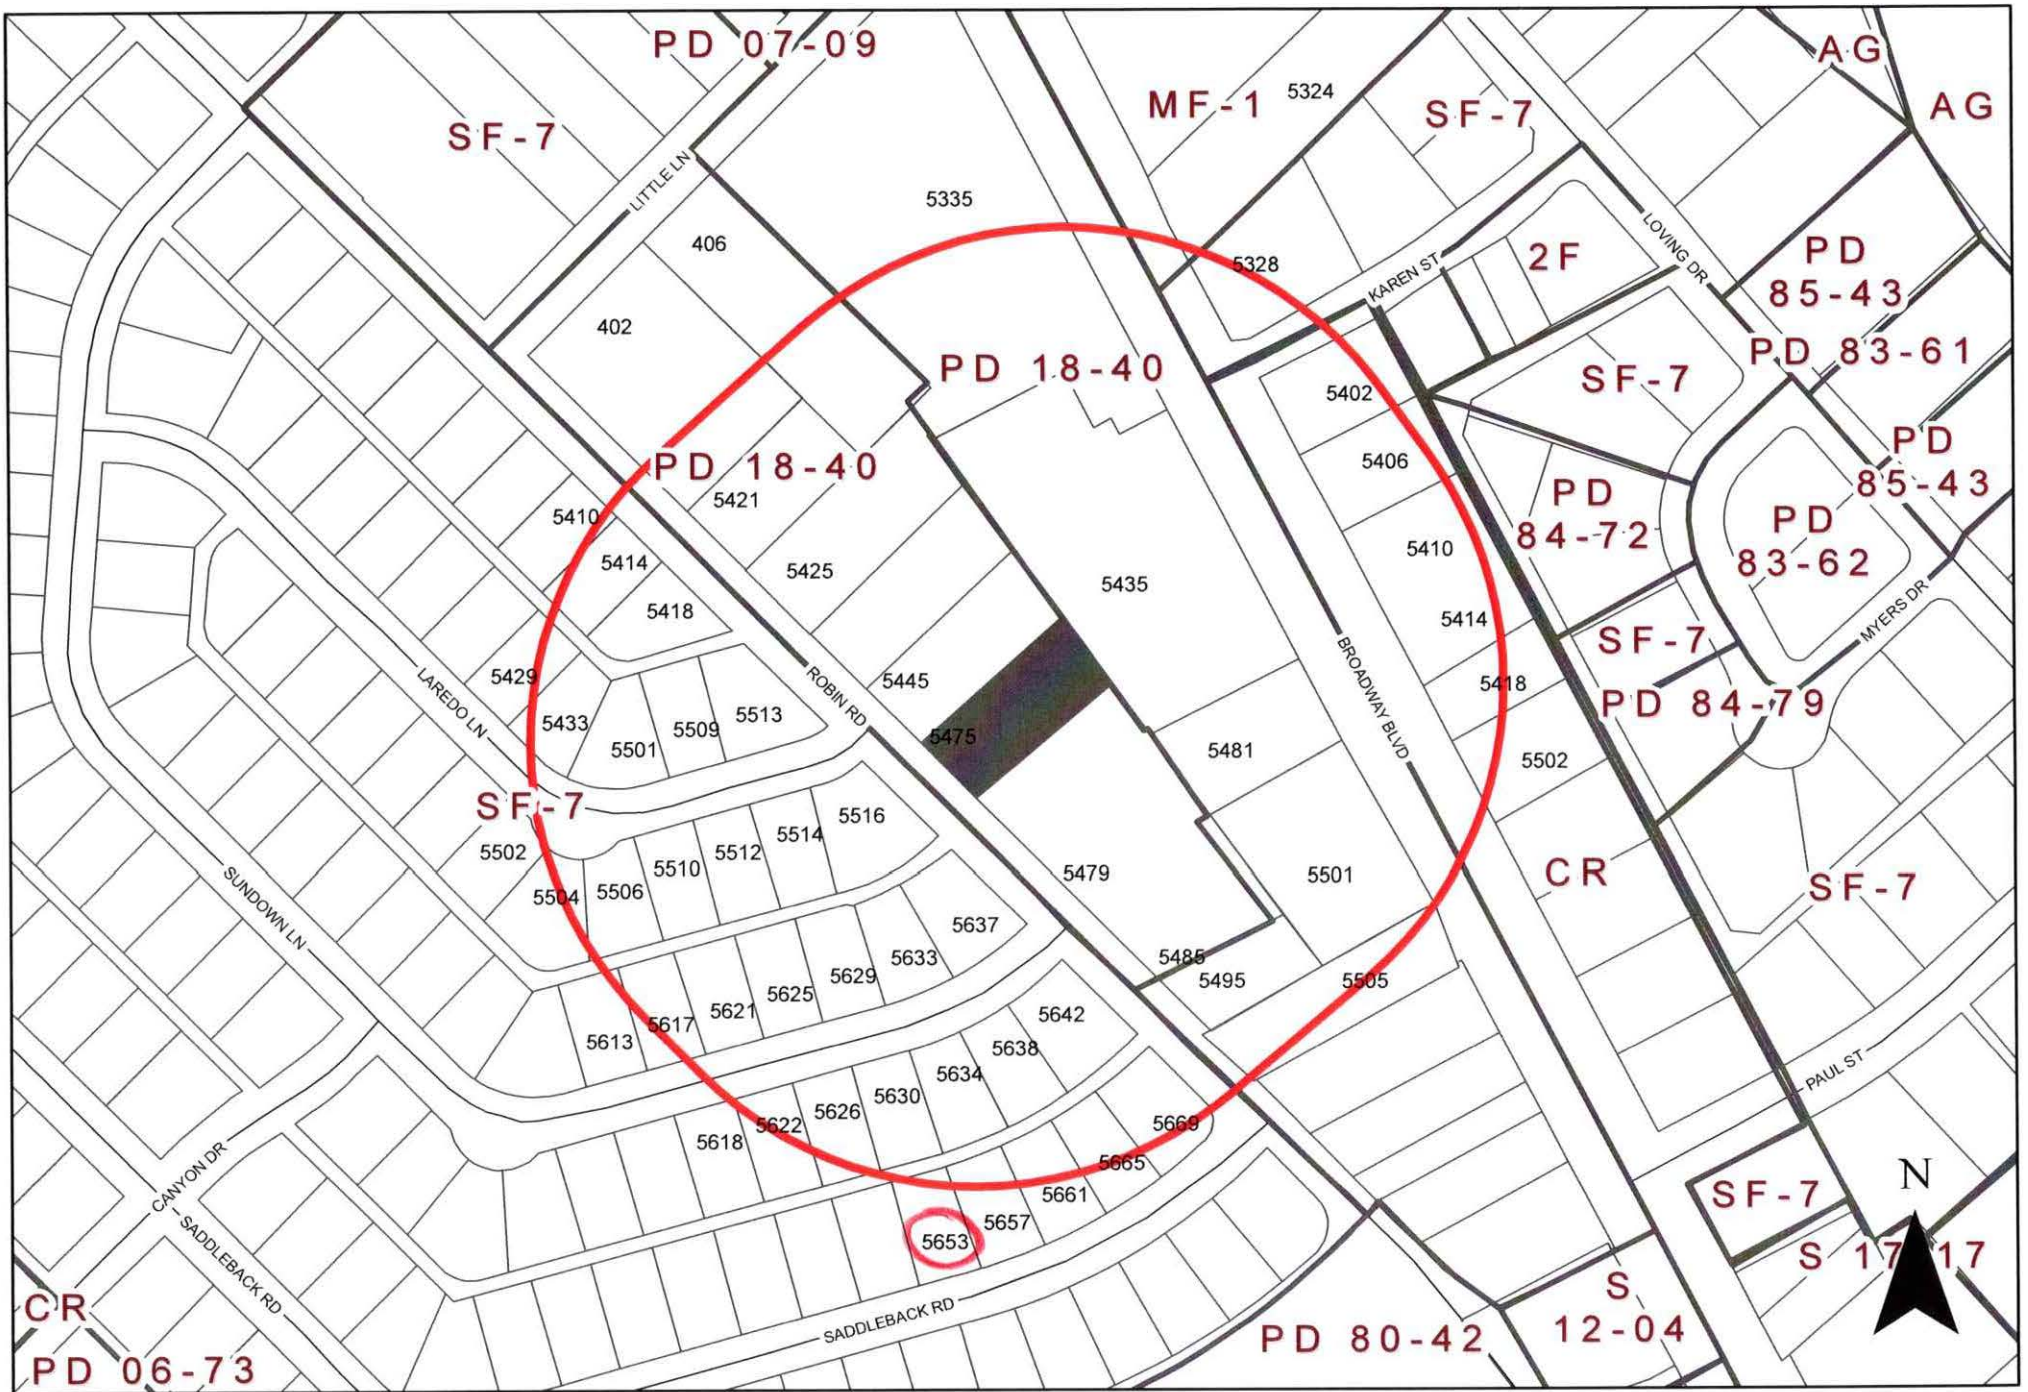 PD 07-09
AG
MF-1
5324
SF-7
AG
SF-7
LITTLE LN
5335
406
LOVING DR
2F
PD
85-43
5328
KAREN ST
402
PD 18-40
PD 83-61
SF-7
5402
PD 18-40
5406
PD
85-43
5421
5410
PD
84-72
PD
83-62
5414
5425
5435
5410
5418
5414
SF-7
MYERS DR
5429
LAREDO LN
ROBIN RD
5445
BROADWAY BLVD
5418
PD 84-79
5433
5501
5509
5513
5475
5481
5502
SF-7
5516
5514
5512
5510
5502
5504
5506
5479
5501
CR
SF-7
SUNDOWN LN
5637
5633
5485
5495
5505
5629
5625
5621
5617
5613
5642
5638
5634
5630
5626
5622
5618
PAUL ST
5669
5665
5661
5657
5653
CANYON DR
SADDLEBACK RD
N
SF-7
S 17-17
SADDLEBACK RD
CR
PD 06-73
PD 80-42
S
12-04